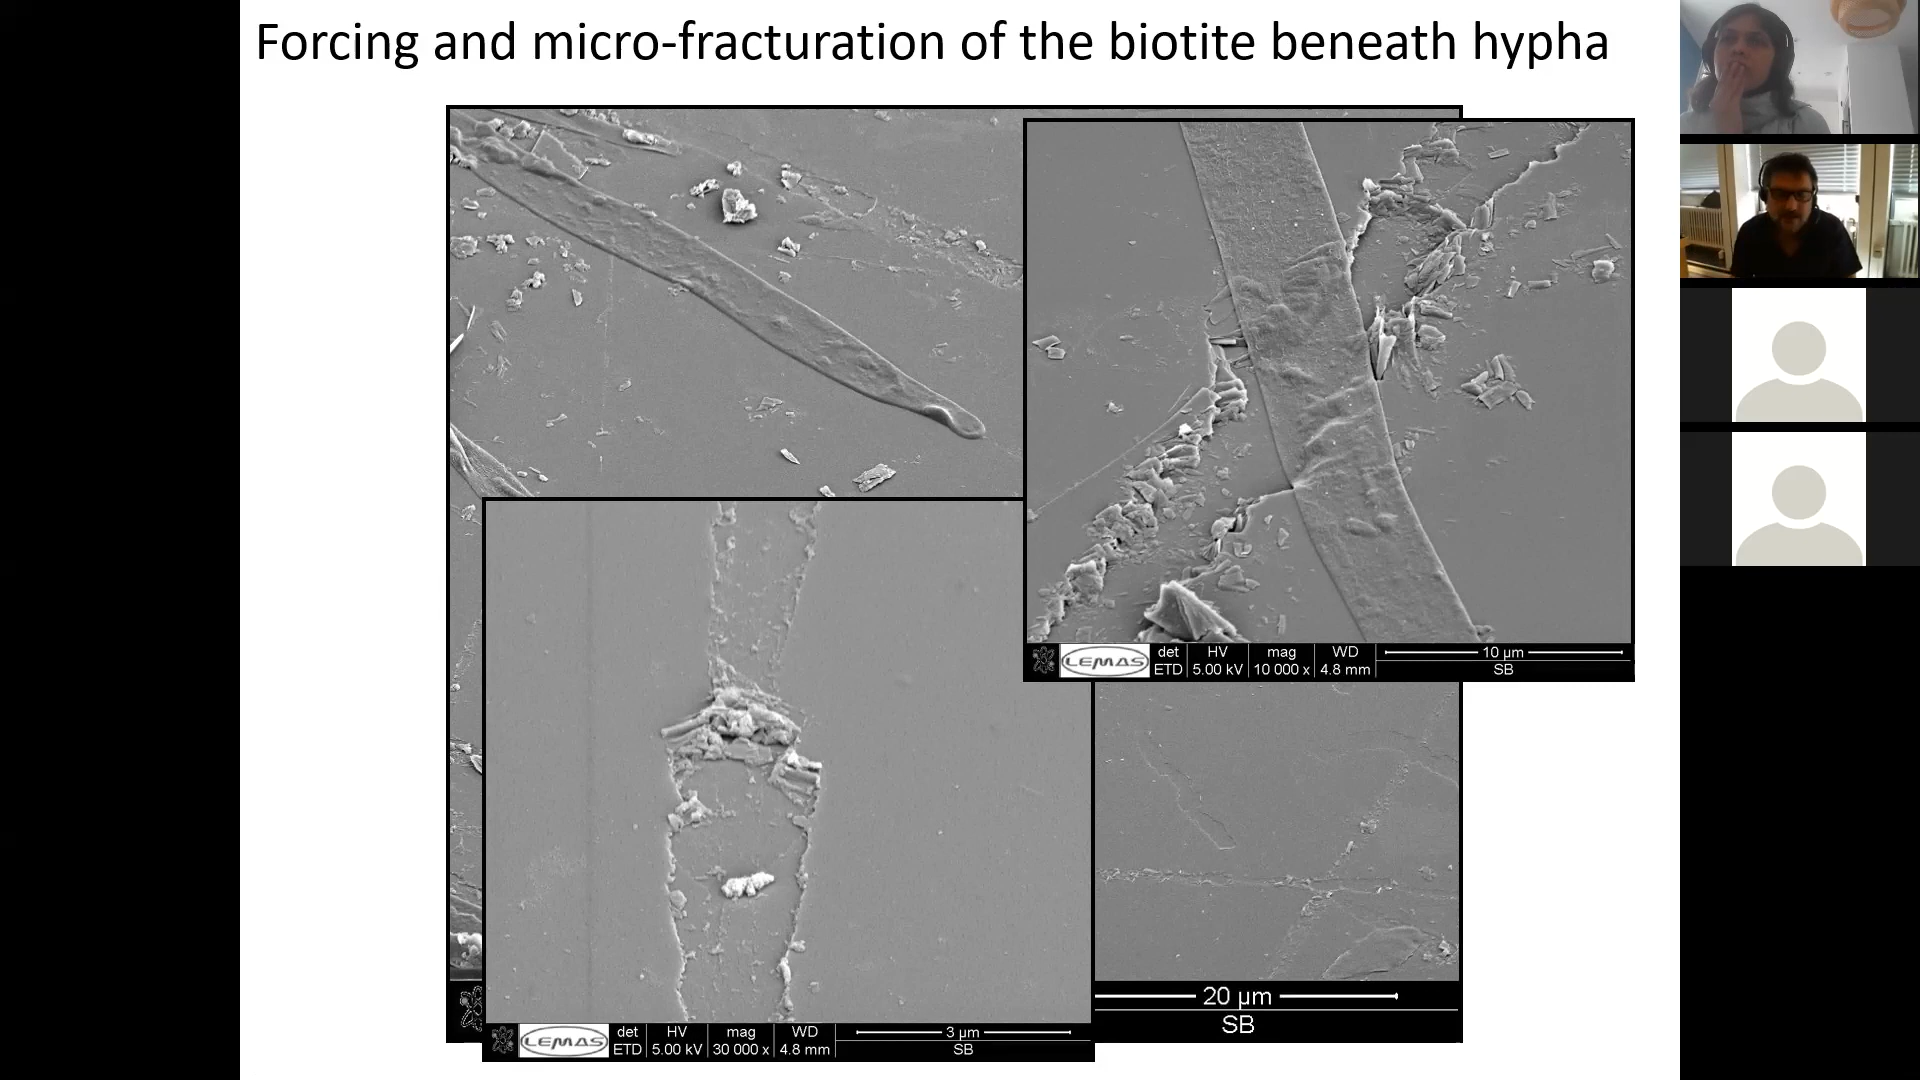 Forcing and micro-fracturation of the biotite beneath hypha
LEMAS
det HV mag WD 10 µm
ETD 5.00 kV 10 000 x 4.8 mm SB
20 µm
SB
LEMAS
det HV mag WD 3 µm
ETD 5.00 kV 30 000 x 4.8 mm SB